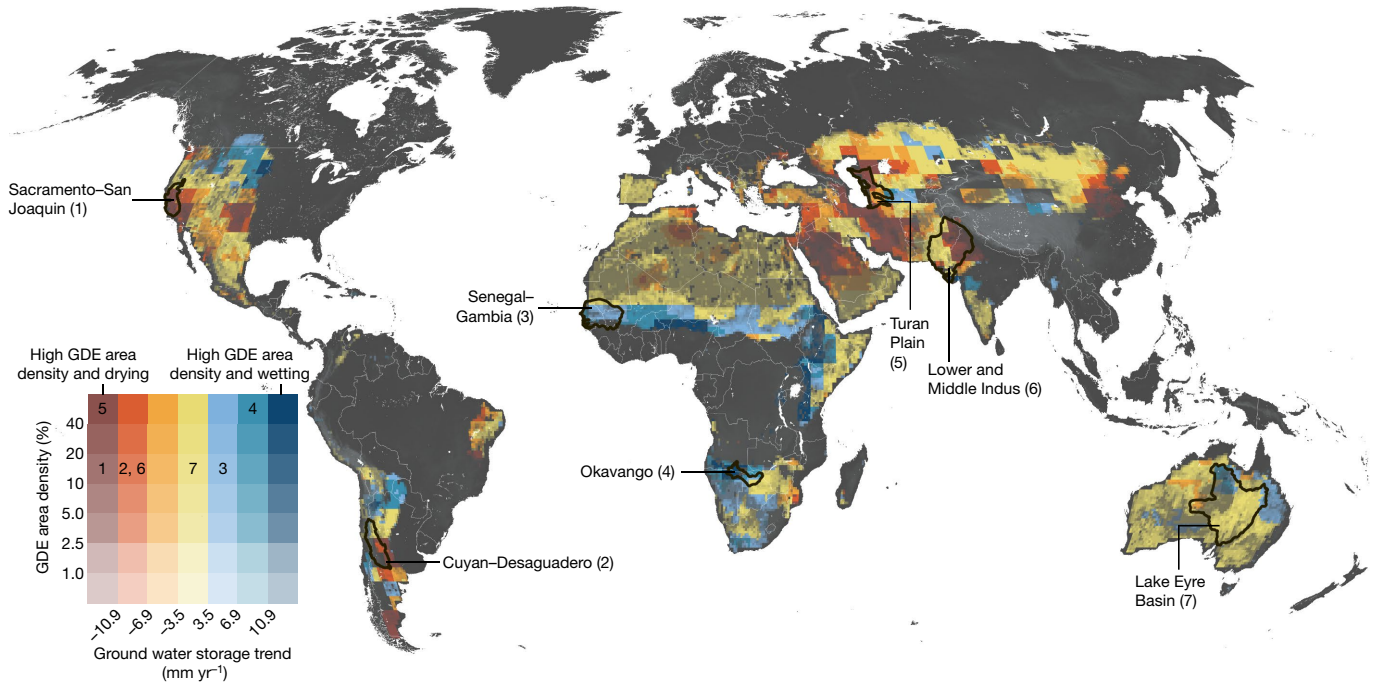 Sacramento–San
Joaquin (1)
Senegal–
Gambia (3)
Turan
Plain
(5)
Lower and
Middle Indus (6)
Okavango (4)
Cuyan–Desaguadero (2)
Lake Eyre
Basin (7)
High GDE area
density and drying
High GDE area
density and wetting
GDE area density (%)
40
20
10
5.0
2.5
1.0
5
4
1
2, 6
7
3
–10.9
–6.9
–3.5
3.5
6.9
10.9
Ground water storage trend
(mm yr⁻¹)